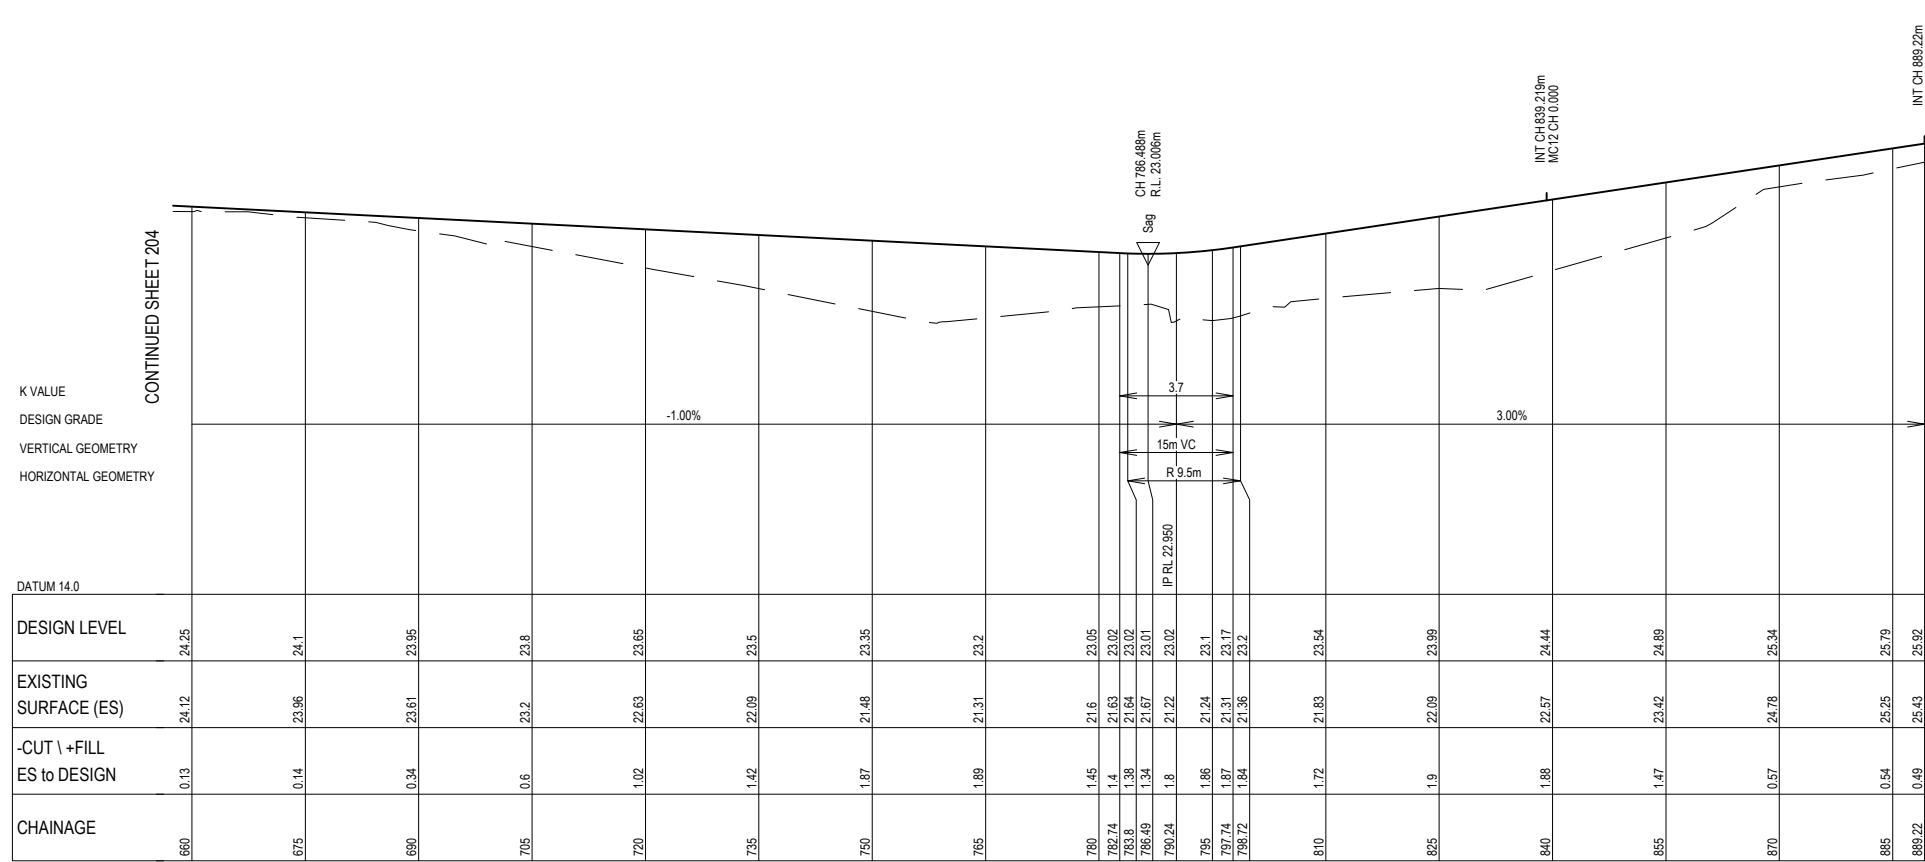 INT CH 889.22m
INT CH 839.219m
MC12 CH 0.000
CH 786.488m
R.L. 23.006m
Sag
CONTINUED SHEET 204
K VALUE
3.7
DESIGN GRADE
-1.00%
3.00%
VERTICAL GEOMETRY
15m VC
HORIZONTAL GEOMETRY
R 9.5m
IP RL 22.950
DATUM 14.0
DESIGN LEVEL
24.25 24.1 23.95 23.8 23.65 23.5 23.35 23.2 23.05 23.02 23.02 23.01 23.02 23.1 23.17 23.2 23.54 23.99 24.44 24.89 25.34 25.79 25.92
EXISTING
SURFACE (ES)
24.12 23.96 23.61 23.2 22.63 22.09 21.48 21.31 21.6 21.63 21.64 21.67 21.22 21.24 21.31 21.36 21.83 22.09 22.57 23.42 24.78 25.25 25.43
-CUT \ +FILL
ES to DESIGN
0.13 0.14 0.34 0.6 1.02 1.42 1.87 1.89 1.45 1.4 1.38 1.34 1.8 1.86 1.87 1.84 1.72 1.9 1.88 1.47 0.57 0.54 0.49
CHAINAGE
660 675 690 705 720 735 750 765 780 782.74 783.8 786.49 790.24 795 797.74 798.72 810 825 840 855 870 885 889.22